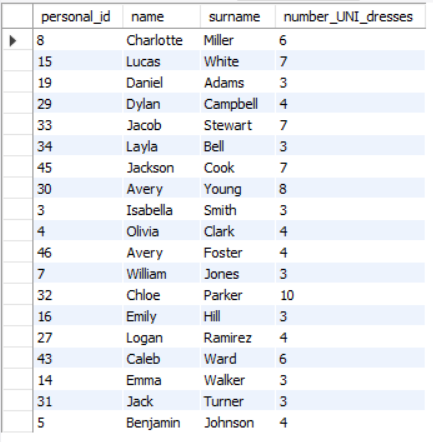 personal_id name surname number_UNI_dresses
8 Charlotte Miller 6
15 Lucas White 7
19 Daniel Adams 3
29 Dylan Campbell 4
33 Jacob Stewart 7
34 Layla Bell 3
45 Jackson Cook 7
30 Avery Young 8
3 Isabella Smith 3
4 Olivia Clark 4
46 Avery Foster 4
7 William Jones 3
32 Chloe Parker 10
16 Emily Hill 3
27 Logan Ramirez 4
43 Caleb Ward 6
14 Emma Walker 3
31 Jack Turner 3
5 Benjamin Johnson 4